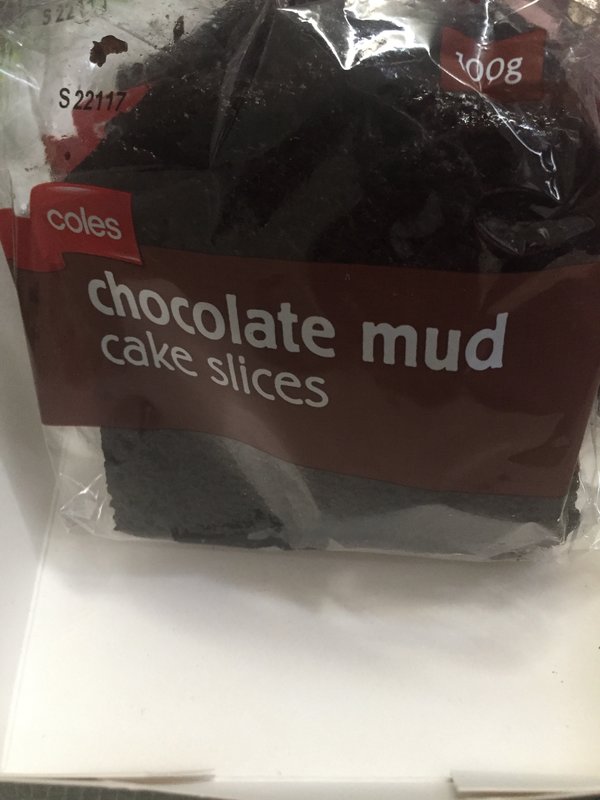 100g
S22117
coles
chocolate mud
cake slices